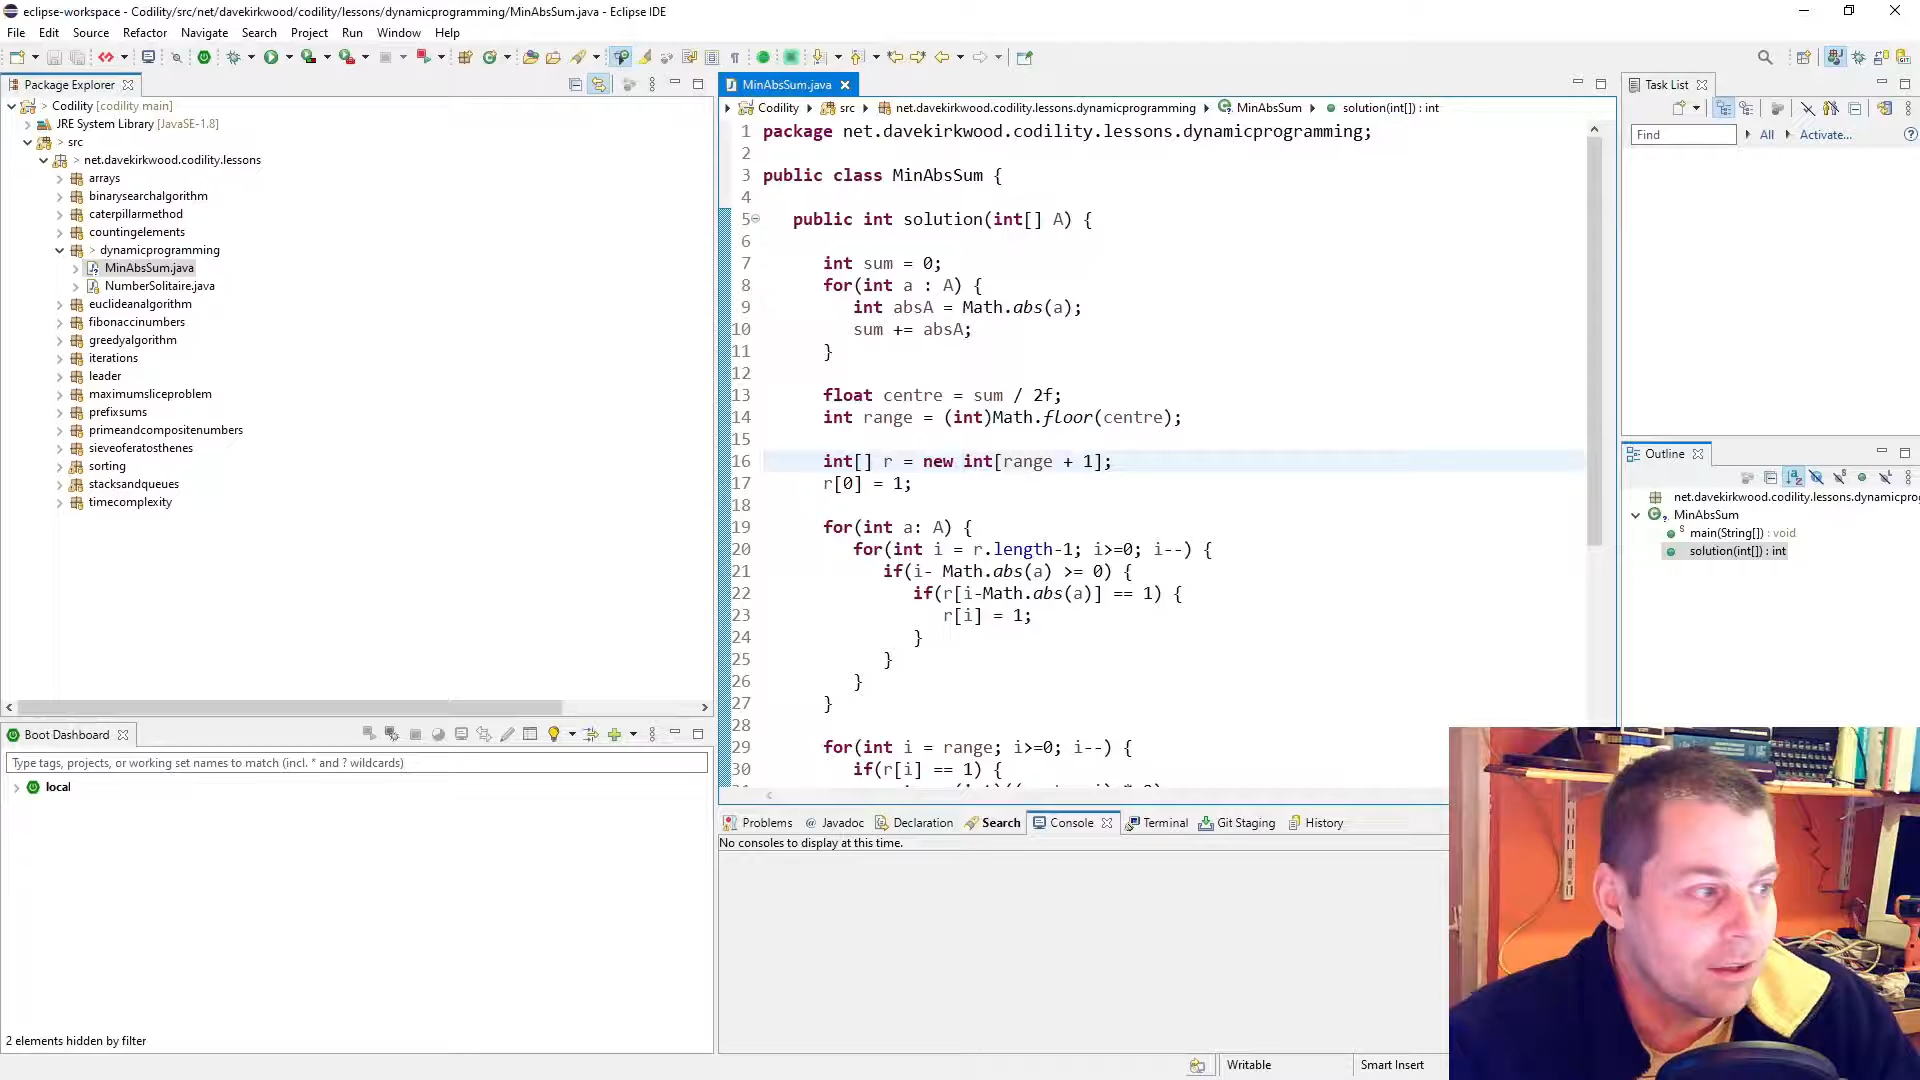 eclipse-workspace - Codility/src/net/davekirkwood/codility/lessons/dynamicprogramming/MinAbsSum.java - Eclipse IDE
File Edit Source Refactor Navigate Search Project Run Window Help
Package Explorer
> Codility [codility main]
JRE System Library [JavaSE-1.8]
> src
> net.davekirkwood.codility.lessons
arrays
binarysearchalgorithm
caterpillarmethod
countingelements
> dynamicprogramming
MinAbsSum.java
NumberSolitaire.java
euclideanalgorithm
fibonaccinumbers
greedyalgorithm
iterations
leader
maximumsliceproblem
prefixsums
primeandcompositenumbers
sieveoferatosthenes
sorting
stacksandqueues
timecomplexity
Boot Dashboard
Type tags, projects, or working set names to match (incl. * and ? wildcards)
local
2 elements hidden by filter
MinAbsSum.java
Codility src net.davekirkwood.codility.lessons.dynamicprogramming MinAbsSum solution(int[]) : int
1 package net.davekirkwood.codility.lessons.dynamicprogramming;
2
3 public class MinAbsSum {
4
5 public int solution(int[] A) {
6
7 int sum = 0;
8 for(int a : A) {
9 int absA = Math.abs(a);
10 sum += absA;
11 }
12
13 float centre = sum / 2f;
14 int range = (int)Math.floor(centre);
15
16 int[] r = new int[range + 1];
17 r[0] = 1;
18
19 for(int a: A) {
20 for(int i = r.length-1; i>=0; i--) {
21 if(i- Math.abs(a) >= 0) {
22 if(r[i-Math.abs(a)] == 1) {
23 r[i] = 1;
24 }
25 }
26 }
27 }
28
29 for(int i = range; i>=0; i--) {
30 if(r[i] == 1) {
Problems Javadoc Declaration Search Console Terminal Git Staging History
No consoles to display at this time.
Writable Smart Insert
Task List
Find All Activate...
Outline
net.davekirkwood.codility.lessons.dynamicpro
MinAbsSum
main(String[]) : void
solution(int[]) : int